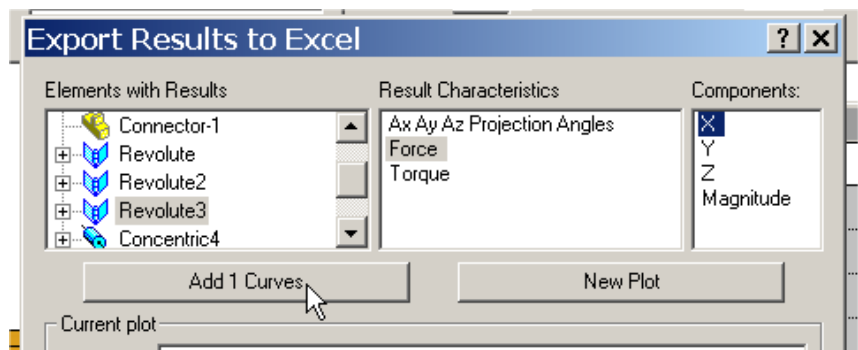 Export Results to Excel
Elements with Results
Result Characteristics
Components:
Connector-1
Revolute
Revolute2
Revolute3
Concentric4
Ax Ay Az Projection Angles
Force
Torque
X
Y
Z
Magnitude
Add 1 Curves
New Plot
Current plot